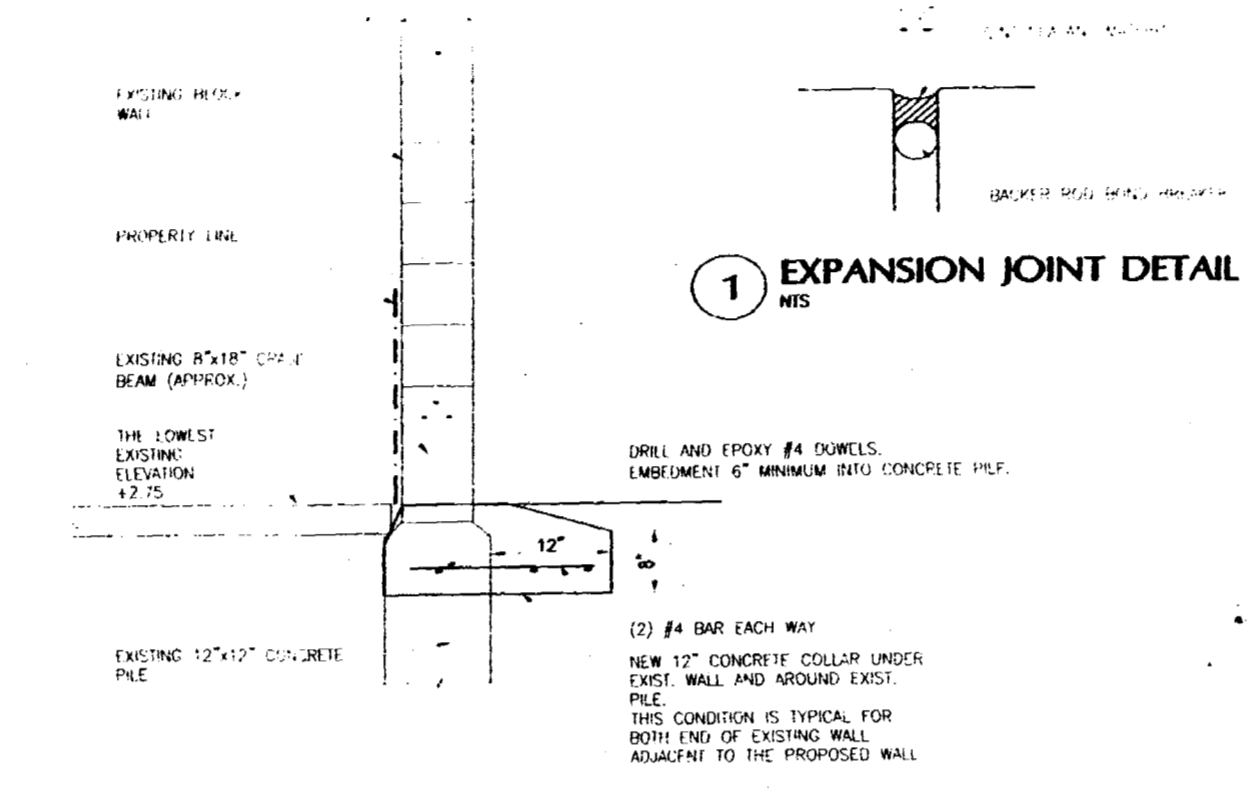 EXISTING BLOCK
WALL
PROPERTY LINE
EXISTING 8"x18"
BEAM (APPROX.)
THE LOWEST
EXISTING
ELEVATION
+2.75
EXISTING 12"x12" CONCRETE
PILE
12"
8"
BACKER ROD BOND BREAKER
1
EXPANSION JOINT DETAIL
NTS
DRILL AND EPOXY #4 DOWELS.
EMBEDMENT 6" MINIMUM INTO CONCRETE PILE.
(2) #4 BAR EACH WAY
NEW 12" CONCRETE COLLAR UNDER
EXIST. WALL AND AROUND EXIST.
PILE.
THIS CONDITION IS TYPICAL FOR
BOTH END OF EXISTING WALL
ADJACENT TO THE PROPOSED WALL